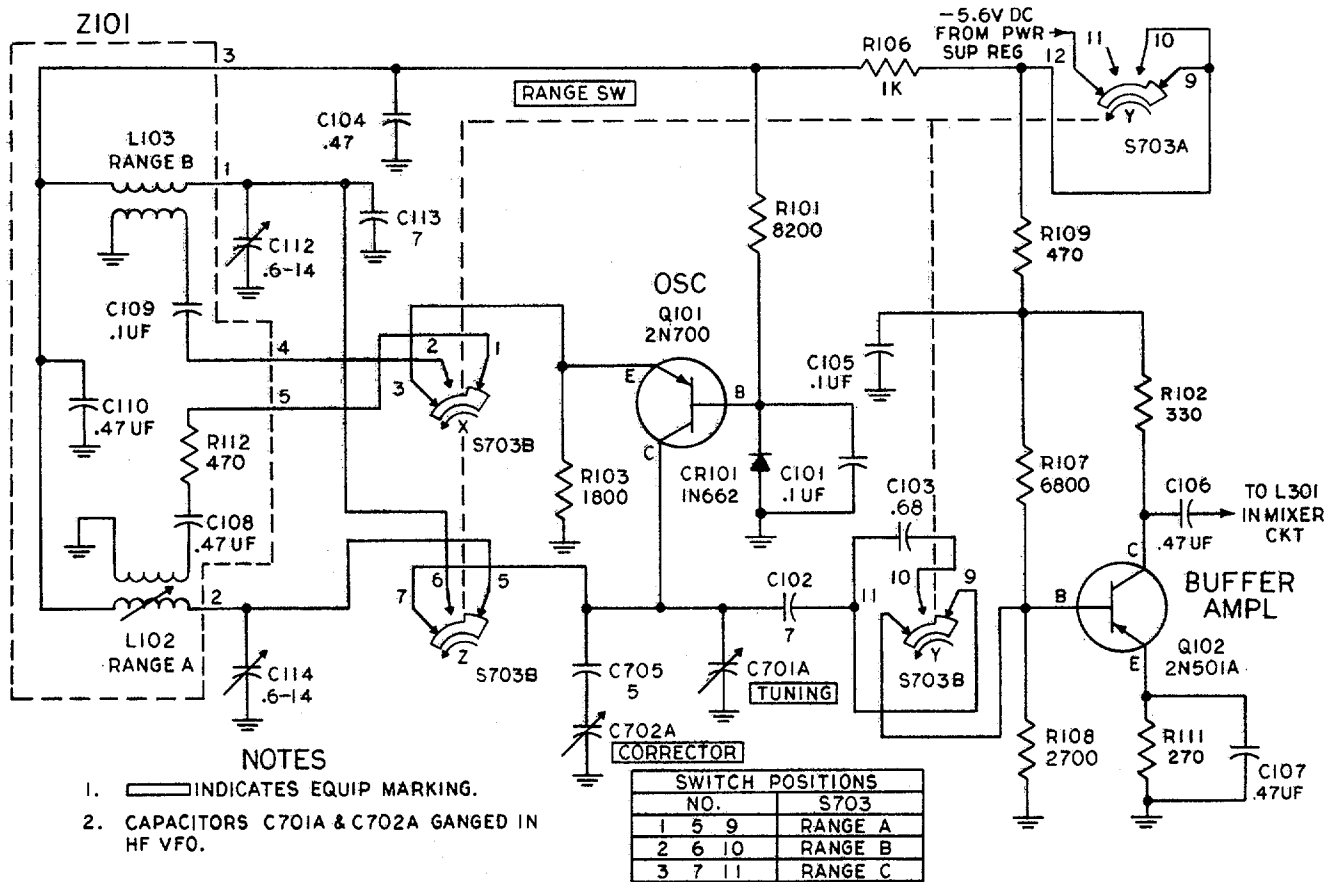 Z101
3
-5.6V DC
FROM PWR
SUP REG
12
11
10
9
Y
S703A
R106
1K
RANGE SW
C104
.47
L103
RANGE B
1
C113
7
C112
.6-14
R101
8200
R109
470
OSC
Q101
2N700
C109
.1UF
4
2
1
3
5
X
S703B
E
B
C
C105
.1UF
R102
330
C110
.47UF
R112
470
R103
1800
CR101
1N662
C101
.1UF
R107
6800
C103
.68
C106
.47UF
TO L301
IN MIXER
CKT
C108
.47UF
6
5
7
Z
S703B
C102
7
11
10
9
Y
S703B
B
C
E
BUFFER
AMPL
Q102
2N501A
2
L102
RANGE A
C114
.6-14
C705
5
C701A
TUNING
C702A
CORRECTOR
R108
2700
R111
270
C107
.47UF
NOTES
1. INDICATES EQUIP MARKING.
2. CAPACITORS C701A & C702A GANGED IN
HF VFO.
SWITCH POSITIONS
NO. S703
1 5 9 RANGE A
2 6 10 RANGE B
3 7 11 RANGE C